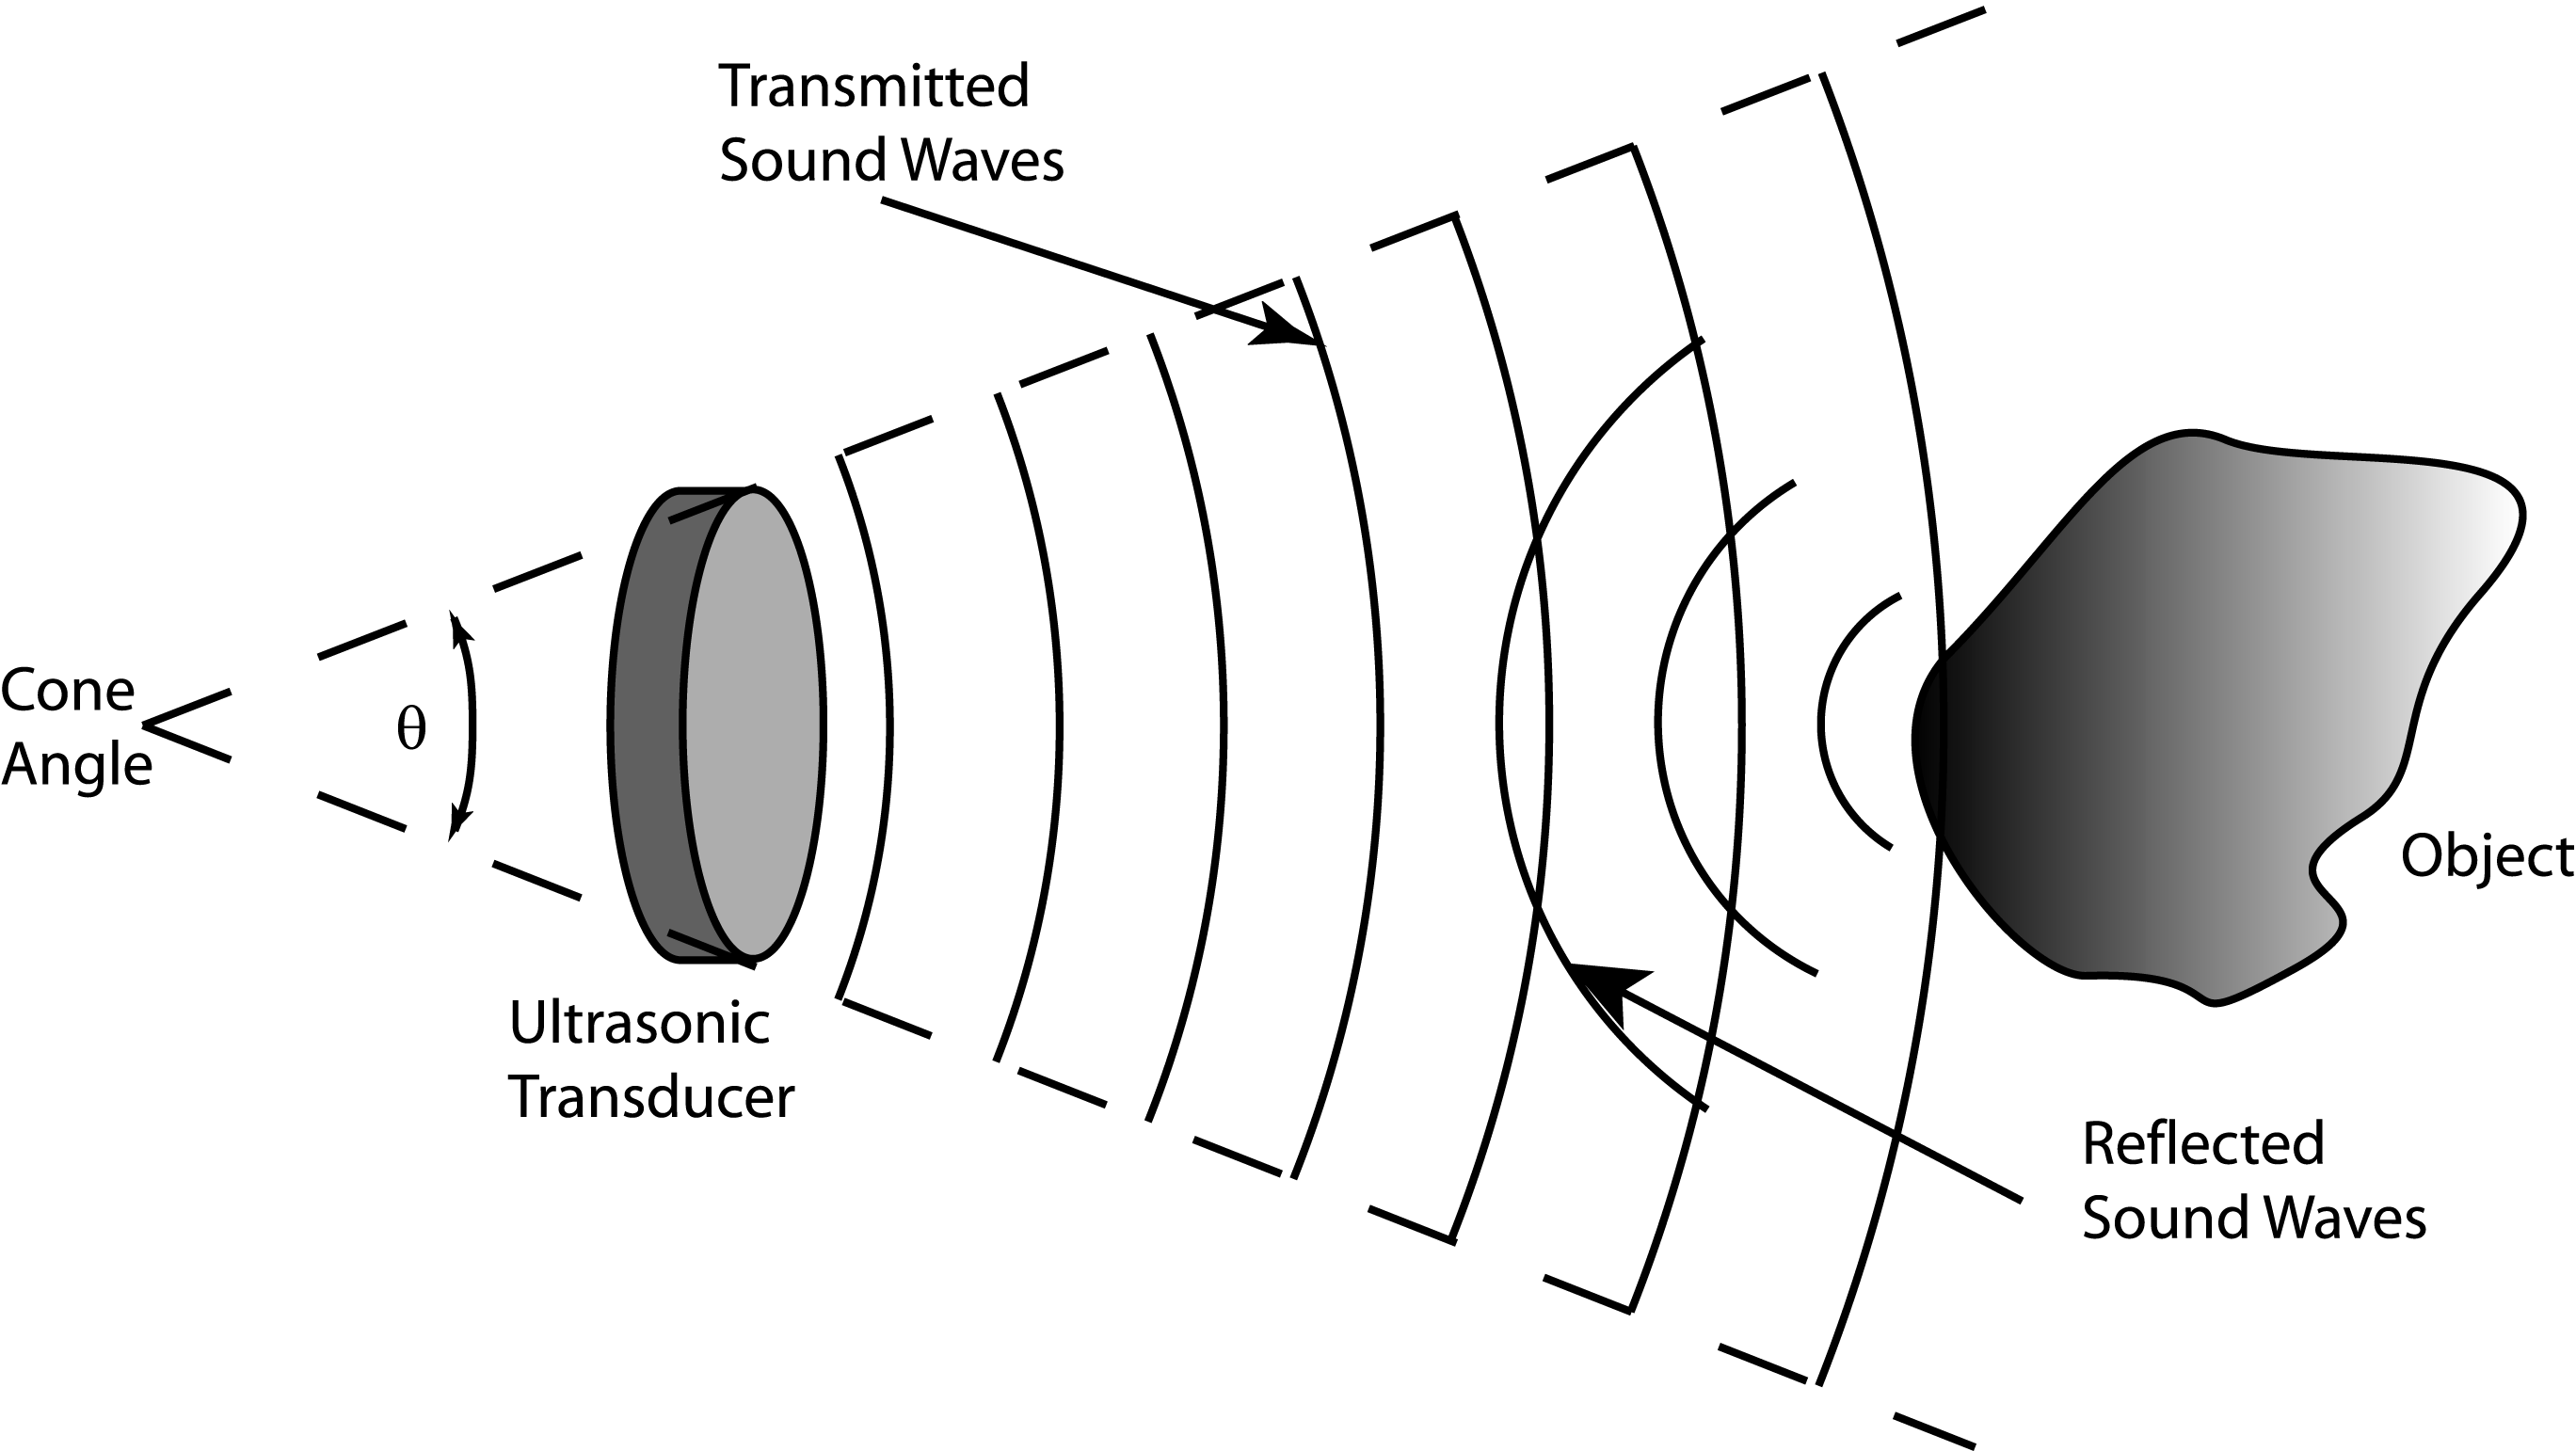 Transmitted
Sound Waves
Cone
Angle
θ
Ultrasonic
Transducer
Object
Reflected
Sound Waves